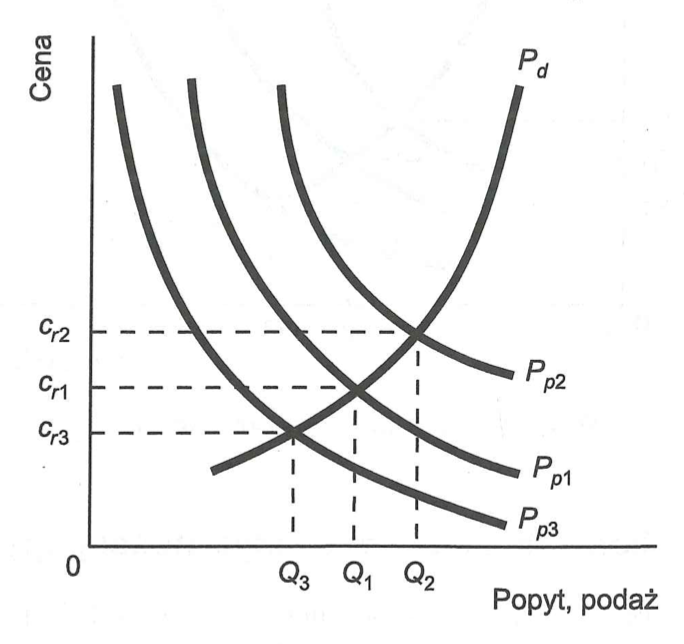 Cena
P_d
c_r2
P_p2
c_r1
c_r3
P_p1
P_p3
0
Q_3
Q_1
Q_2
Popyt, podaż